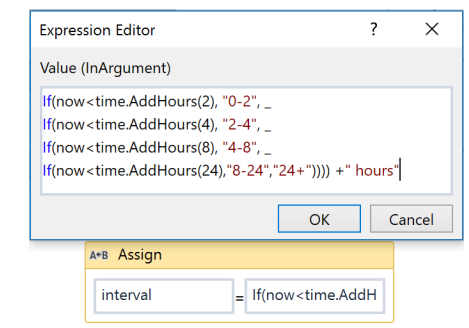 Expression Editor ? ×
Value (InArgument)
If(now<time.AddHours(2), "0-2", _
If(now<time.AddHours(4), "2-4", _
If(now<time.AddHours(8), "4-8", _
If(now<time.AddHours(24),"8-24","24+")))) +" hours"
OK Cancel
A+B Assign
interval = If(now<time.AddH